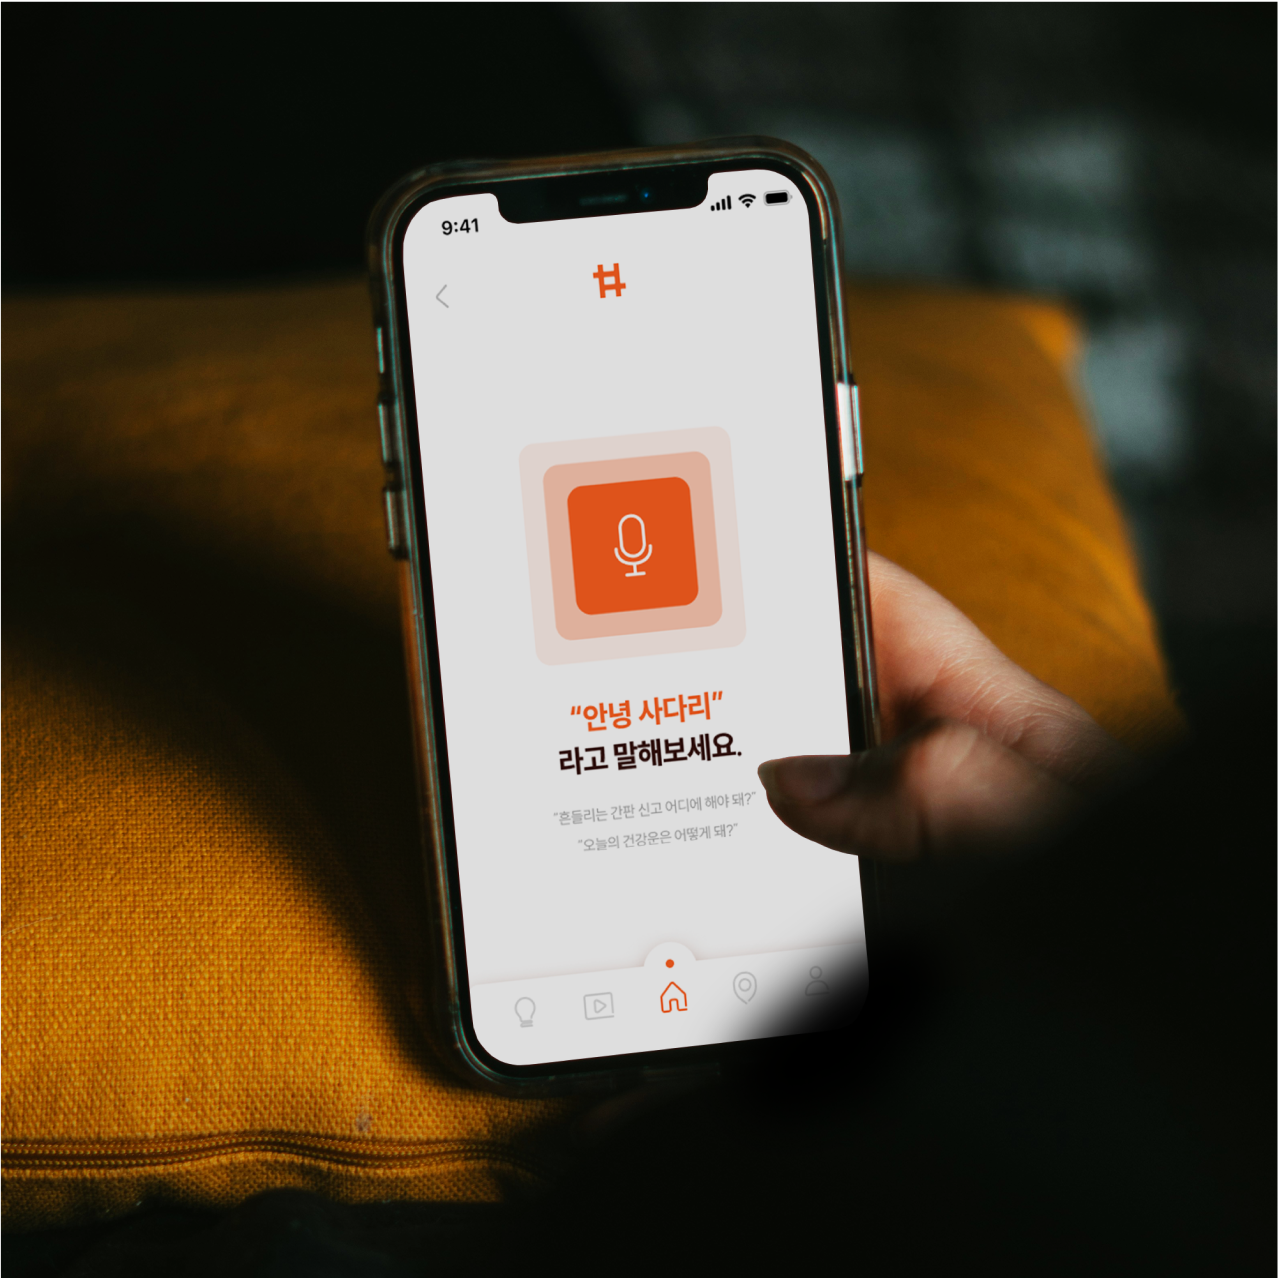 9:41
“안녕 사다리”
라고 말해보세요.
“흔들리는 간판 신고 어디에 해야 돼?”
“오늘의 건강운은 어떻게 돼?”